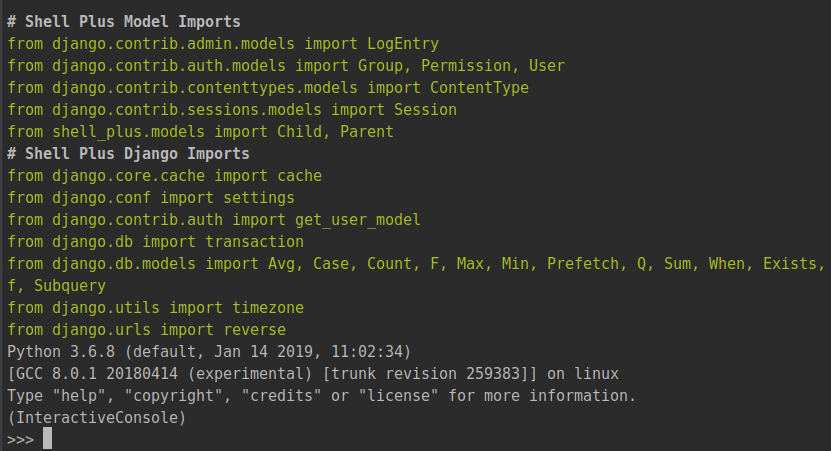 # Shell Plus Model Imports
from django.contrib.admin.models import LogEntry
from django.contrib.auth.models import Group, Permission, User
from django.contrib.contenttypes.models import ContentType
from django.contrib.sessions.models import Session
from shell_plus.models import Child, Parent
# Shell Plus Django Imports
from django.core.cache import cache
from django.conf import settings
from django.contrib.auth import get_user_model
from django.db import transaction
from django.db.models import Avg, Case, Count, F, Max, Min, Prefetch, Q, Sum, When, Exists,
f, Subquery
from django.utils import timezone
from django.urls import reverse
Python 3.6.8 (default, Jan 14 2019, 11:02:34)
[GCC 8.0.1 20180414 (experimental) [trunk revision 259383]] on linux
Type "help", "copyright", "credits" or "license" for more information.
(InteractiveConsole)
>>>